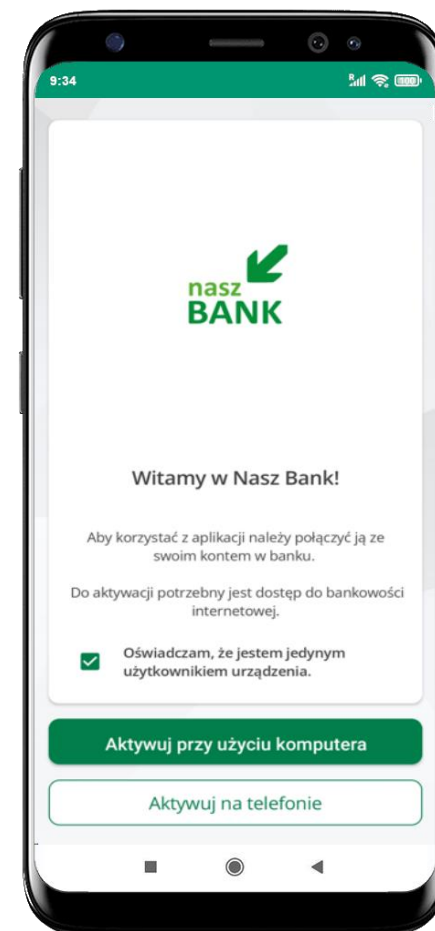 9:34
R
100
nasz
BANK
Witamy w Nasz Bank!
Aby korzystać z aplikacji należy połączyć ją ze
swoim kontem w banku.
Do aktywacji potrzebny jest dostęp do bankowości
internetowej.
Oświadczam, że jestem jedynym
użytkownikiem urządzenia.
Aktywuj przy użyciu komputera
Aktywuj na telefonie